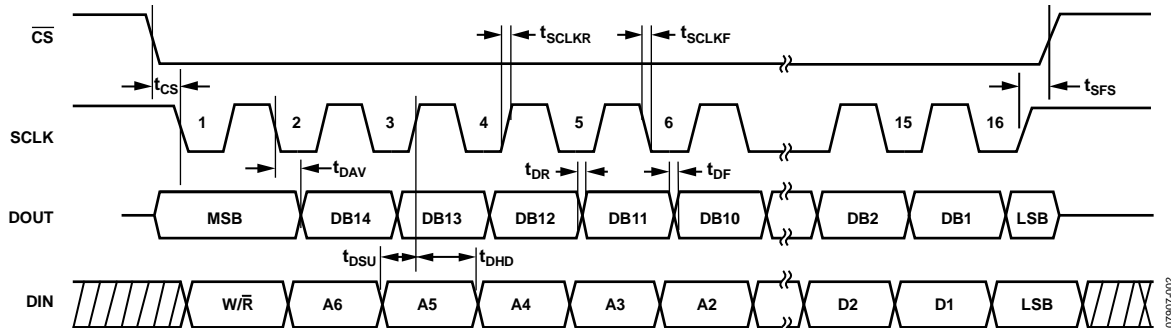 CS
tSCLKR
tSCLKF
tCS
tSFS
SCLK
1 2 3 4 5 6 15 16
tDAV
tDR
tDF
DOUT
MSB DB14 DB13 DB12 DB11 DB10 DB2 DB1 LSB
tDSU
tDHD
DIN
W/R A6 A5 A4 A3 A2 D2 D1 LSB
07907-002